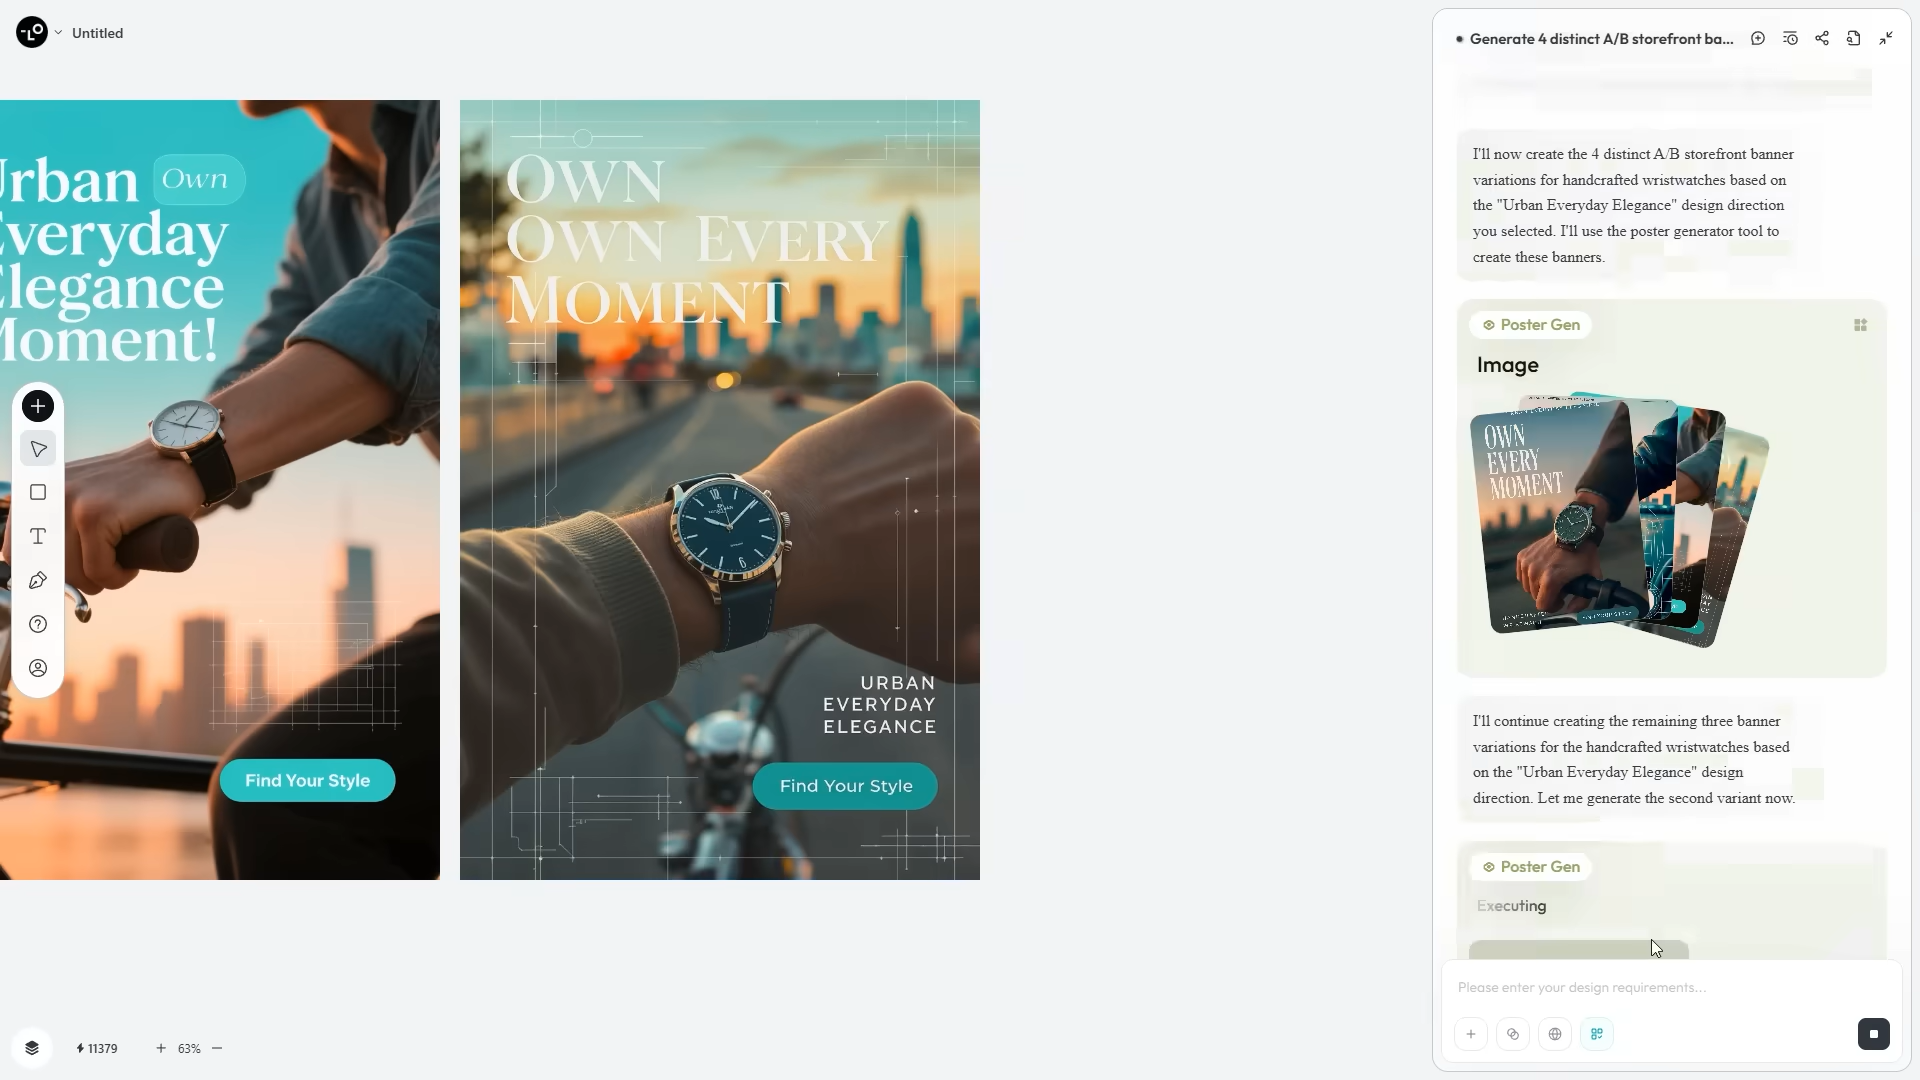 Untitled
Urban Own
Everyday
Elegance
Moment!
Find Your Style
OWN
OWN EVERY
MOMENT
URBAN
EVERYDAY
ELEGANCE
Find Your Style
11379
63%
Generate 4 distinct A/B storefront ba...
I'll now create the 4 distinct A/B storefront banner
variations for handcrafted wristwatches based on
the "Urban Everyday Elegance" design direction
you selected. I'll use the poster generator tool to
create these banners.
Poster Gen
Image
OWN
EVERY
MOMENT
I'll continue creating the remaining three banner
variations for the handcrafted wristwatches based
on the "Urban Everyday Elegance" design
direction. Let me generate the second variant now.
Poster Gen
Executing
Please enter your design requirements...